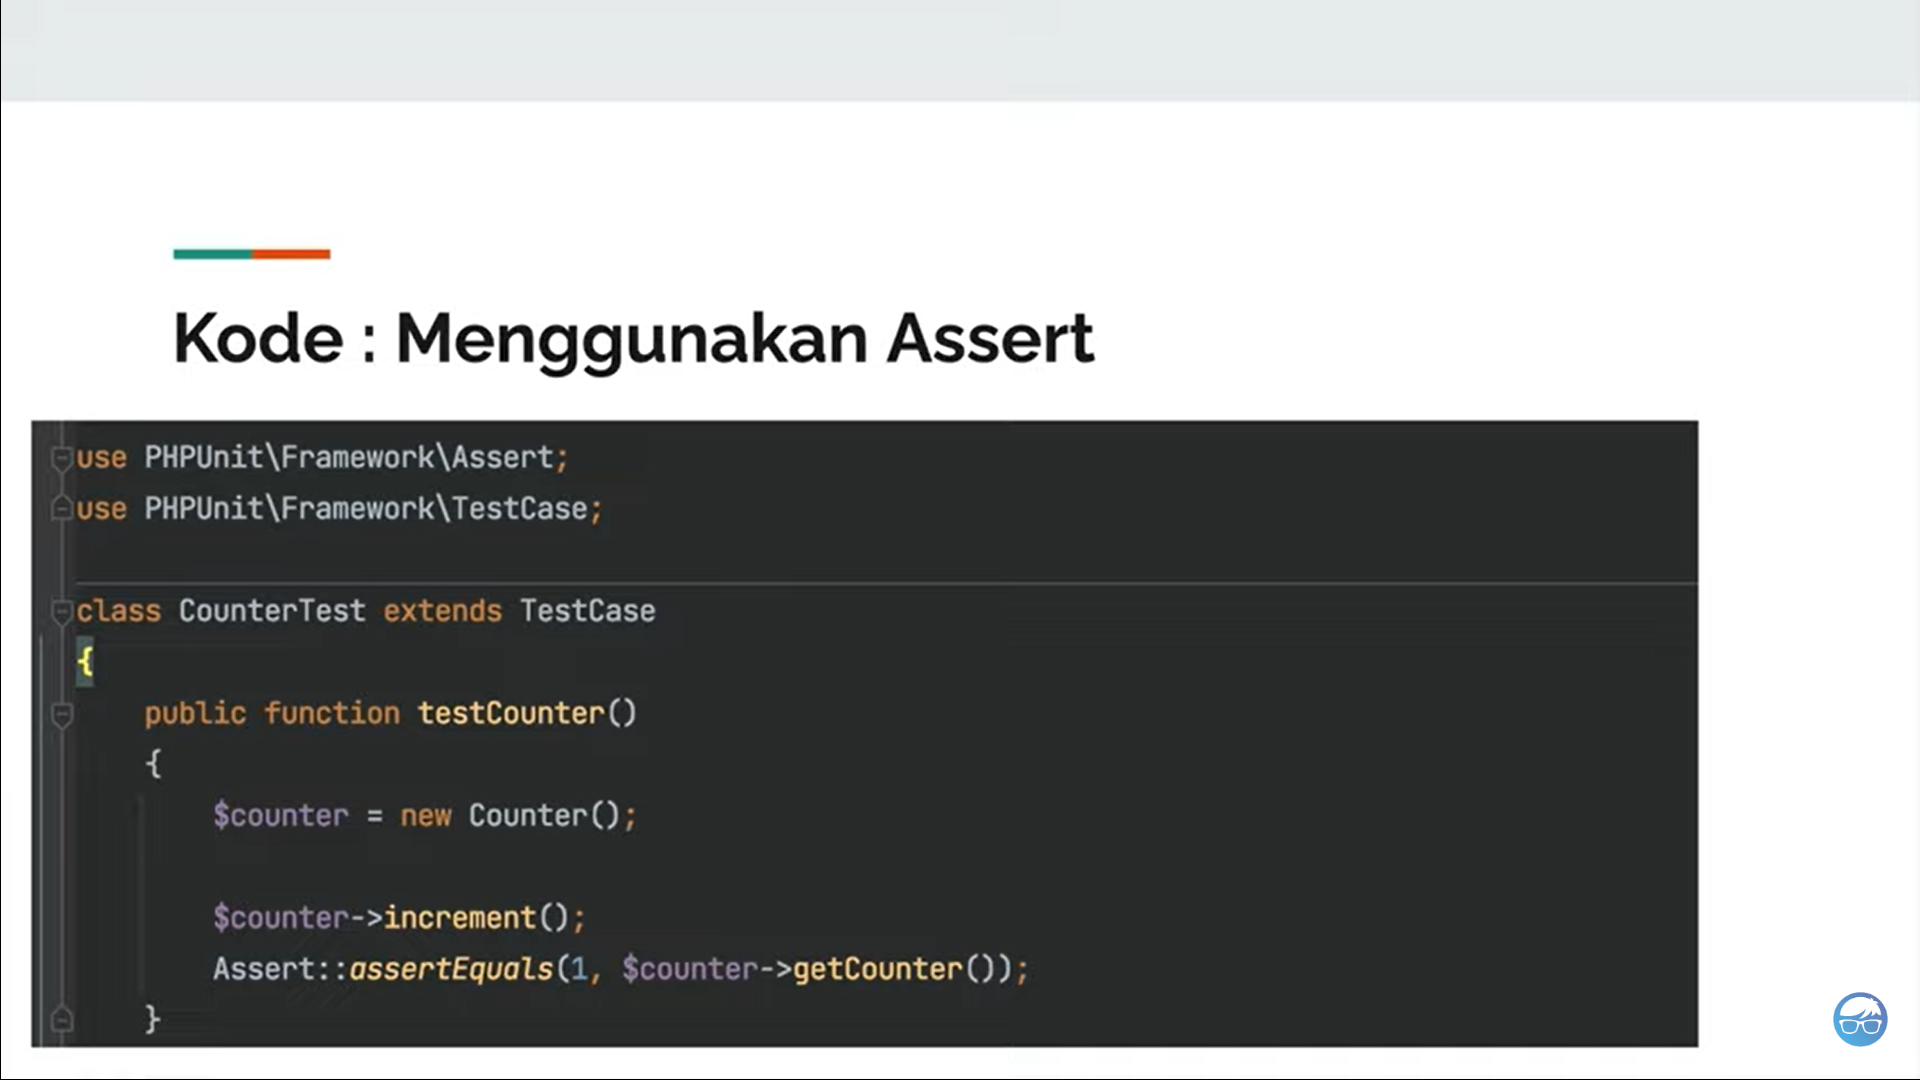 Kode : Menggunakan Assert
use PHPUnit\Framework\Assert;
use PHPUnit\Framework\TestCase;
class CounterTest extends TestCase
{
public function testCounter()
{
$counter = new Counter();
$counter->increment();
Assert::assertEquals(1, $counter->getCounter());
}